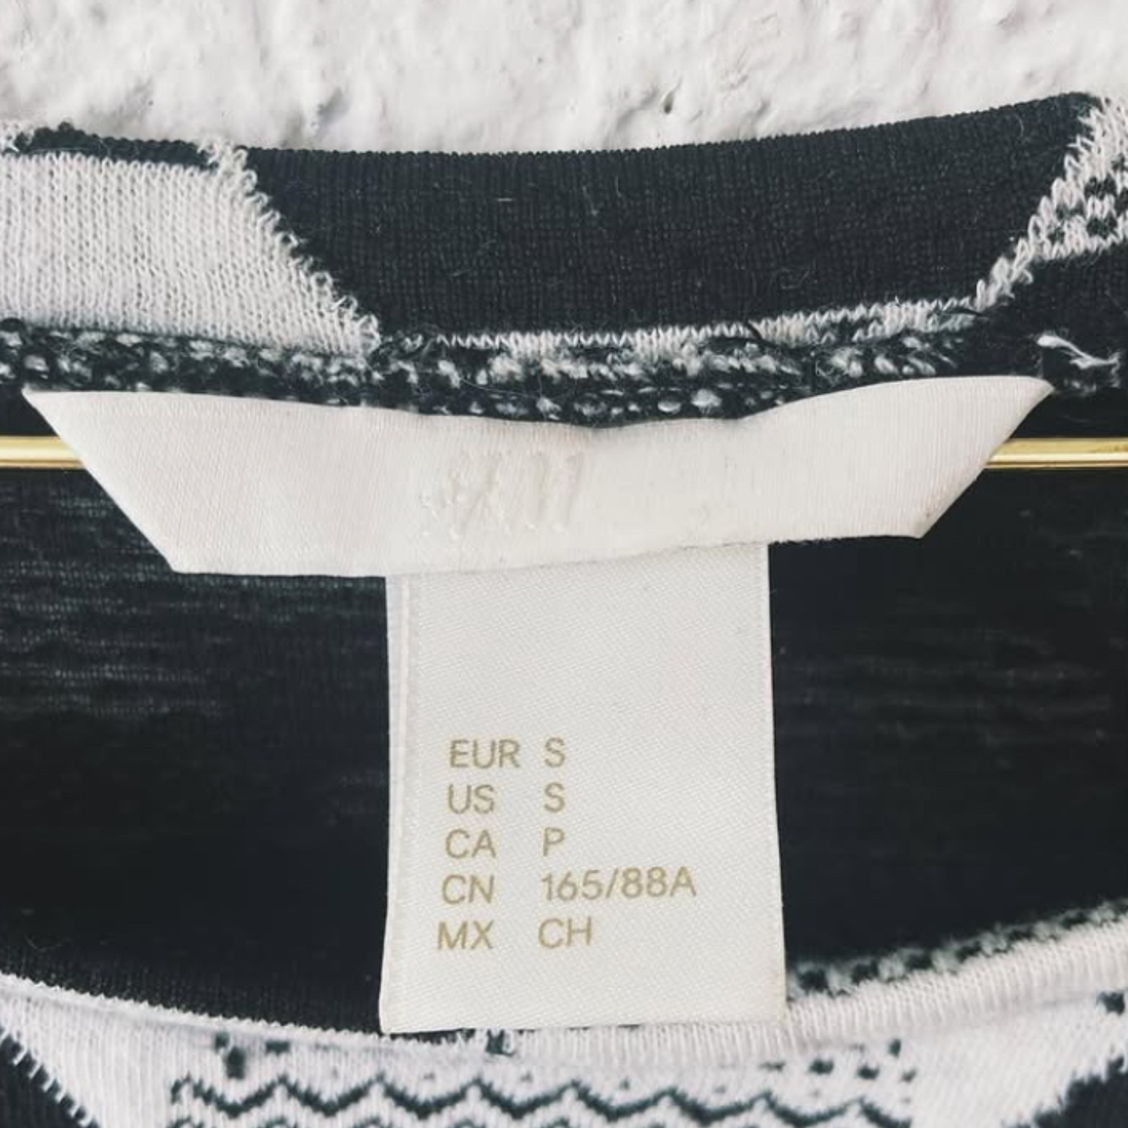 H&M
EUR S
US S
CA P
CN 165/88A
MX CH